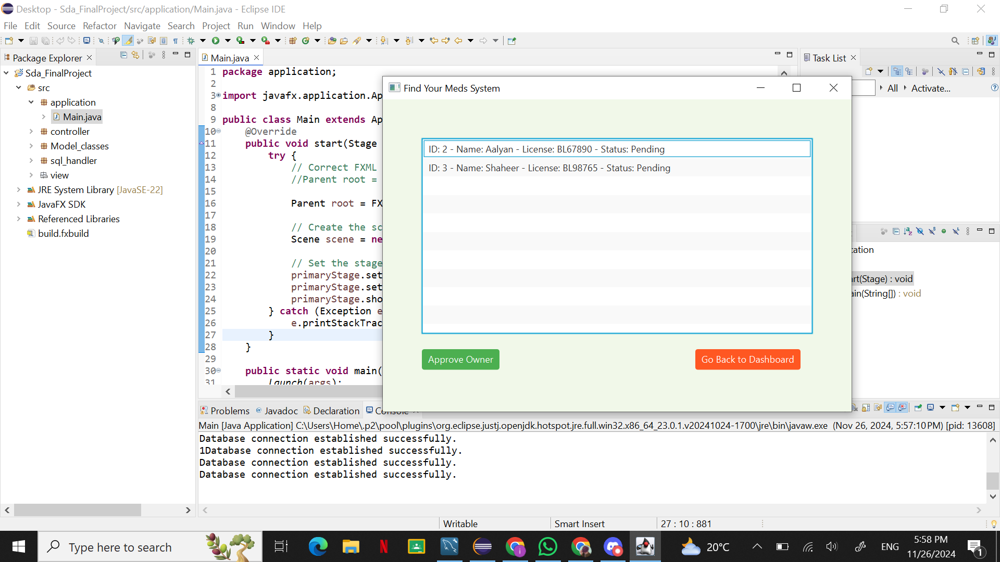 Desktop - Sda_FinalProject/src/application/Main.java - Eclipse IDE
File Edit Source Refactor Navigate Search Project Run Window Help
Package Explorer
Sda_FinalProject
src
application
Main.java
controller
Model_classes
sql_handler
view
JRE System Library [JavaSE-22]
JavaFX SDK
Referenced Libraries
build.fxbuild
Main.java
1 package application;
2
3 import javafx.application.Ap
8
9 public class Main extends Ap
10 @Override
11 public void start(Stage
12 try {
13 // Correct FXML
14 //Parent root =
15
16 Parent root = FX
17
18 // Create the sc
19 Scene scene = ne
20
21 // Set the stage
22 primaryStage.set
23 primaryStage.set
24 primaryStage.sho
25 } catch (Exception e
26 e.printStackTrac
27 }
28 }
29
30 public static void main(
31 launch(args);
Find Your Meds System
ID: 2 - Name: Aalyan - License: BL67890 - Status: Pending
ID: 3 - Name: Shaheer - License: BL98765 - Status: Pending
Approve Owner
Go Back to Dashboard
Task List
All Activate...
cation
art(Stage) : void
ain(String[]) : void
Problems Javadoc Declaration Console
Main [Java Application] C:\Users\Home\.p2\pool\plugins\org.eclipse.justj.openjdk.hotspot.jre.full.win32.x86_64_23.0.1.v20241024-1700\jre\bin\javaw.exe (Nov 26, 2024, 5:57:10 PM) [pid: 13608]
Database connection established successfully.
1Database connection established successfully.
Database connection established successfully.
Database connection established successfully.
Writable Smart Insert 27 : 10 : 881
Type here to search
20°C
ENG
5:58 PM
11/26/2024
1